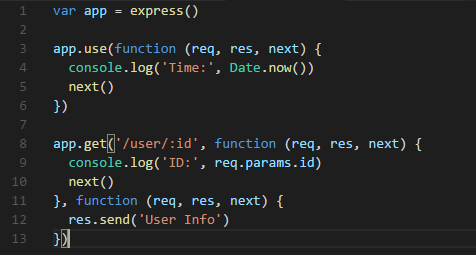 1 var app = express()
2
3 app.use(function (req, res, next) {
4   console.log('Time:', Date.now())
5   next()
6 })
7
8 app.get('/user/:id', function (req, res, next) {
9   console.log('ID:', req.params.id)
10   next()
11 }, function (req, res, next) {
12   res.send('User Info')
13 })